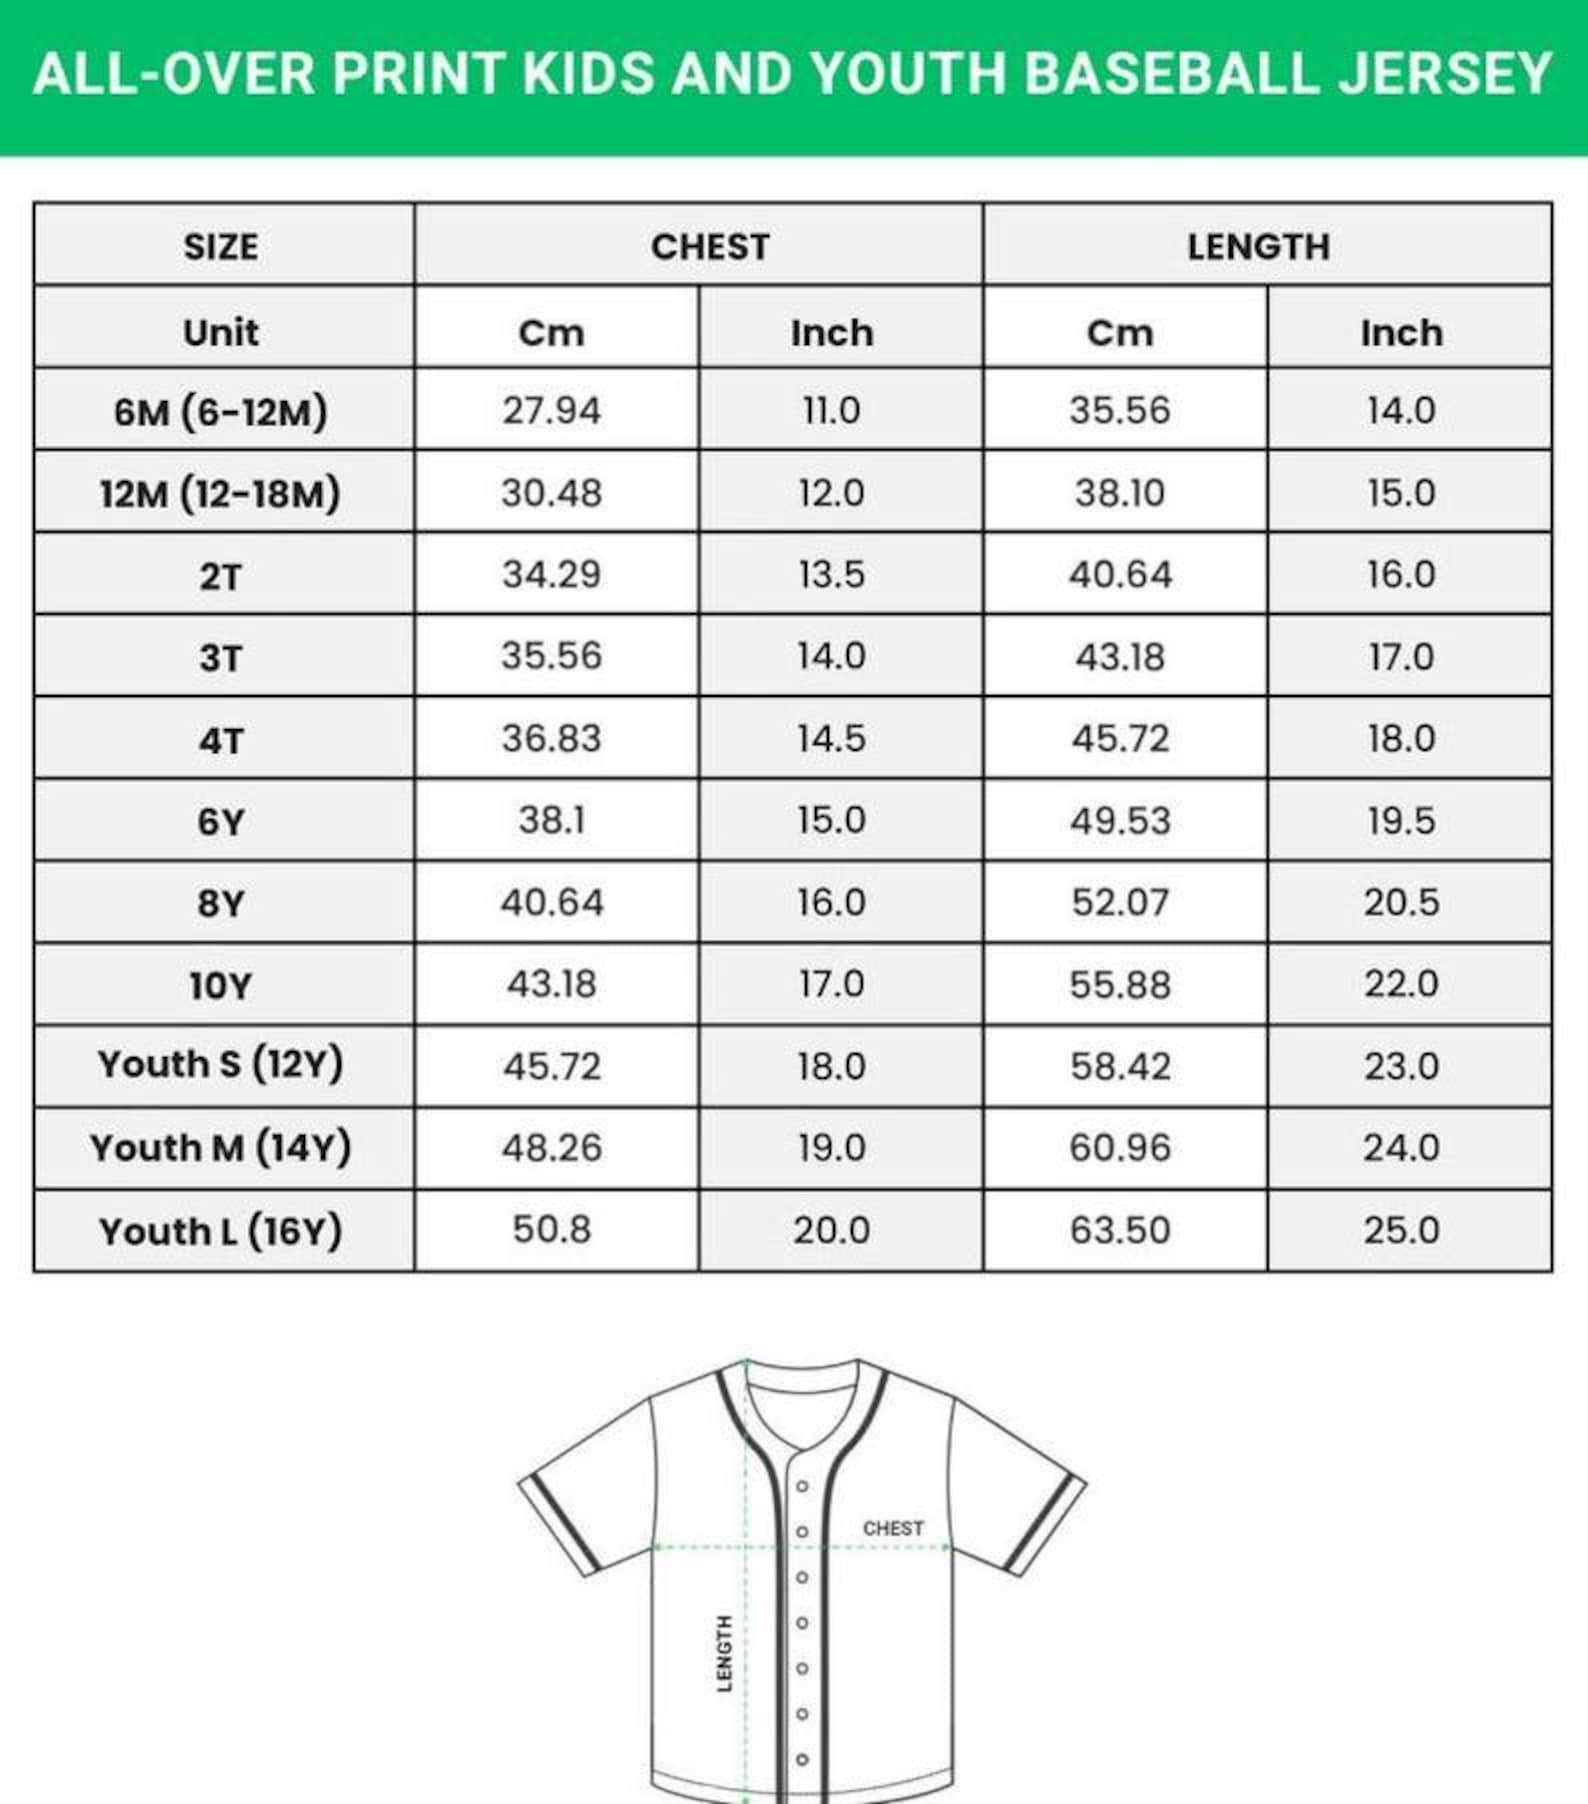 ALL-OVER PRINT KIDS AND YOUTH BASEBALL JERSEY
SIZE CHEST LENGTH
Unit Cm Inch Cm Inch
6M (6-12M) 27.94 11.0 35.56 14.0
12M (12-18M) 30.48 12.0 38.10 15.0
2T 34.29 13.5 40.64 16.0
3T 35.56 14.0 43.18 17.0
4T 36.83 14.5 45.72 18.0
6Y 38.1 15.0 49.53 19.5
8Y 40.64 16.0 52.07 20.5
10Y 43.18 17.0 55.88 22.0
Youth S (12Y) 45.72 18.0 58.42 23.0
Youth M (14Y) 48.26 19.0 60.96 24.0
Youth L (16Y) 50.8 20.0 63.50 25.0
CHEST
LENGTH